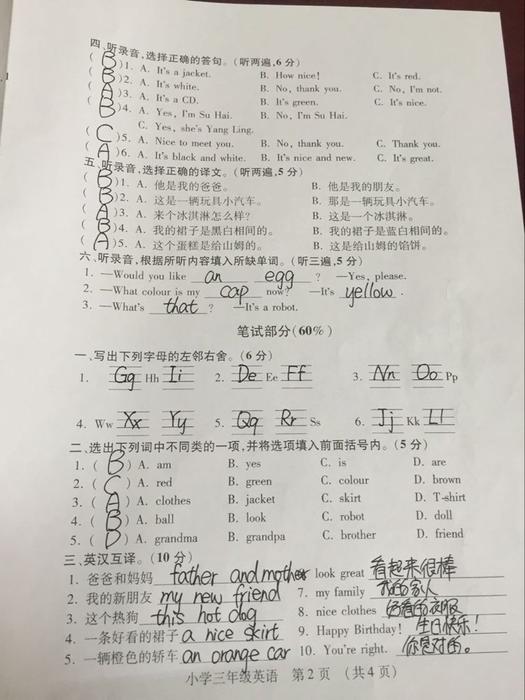 四、听录音,选择正确的答句。(听两遍,6分)
( B )1. A. It's a jacket. B. How nice! C. It's red.
( B )2. A. It's white. B. No, thank you. C. No, I'm not.
( A )3. A. It's a CD. B. It's green. C. It's nice.
( B )4. A. Yes, I'm Su Hai. B. No, I'm Su Hai.
C. Yes, she's Yang Ling.
( C )5. A. Nice to meet you. B. No, thank you. C. Thank you.
( A )6. A. It's black and white. B. It's nice and new. C. It's great.
五、听录音,选择正确的译文。(听两遍,5分)
( B )1. A. 他是我的爸爸。 B. 他是我的朋友。
( B )2. A. 这是一辆玩具小汽车。 B. 那是一辆玩具小汽车。
( A )3. A. 来个冰淇淋怎么样? B. 这是一个冰淇淋。
( B )4. A. 我的裙子是黑白相间的。 B. 我的裙子是蓝白相间的。
( A )5. A. 这个蛋糕是给山姆的。 B. 这是给山姆的馅饼。
六、听录音,根据所听内容填入所缺单词。(听三遍,5分)
1. —Would you like an egg ? —Yes, please.
2. —What colour is my cap now? —It's yellow.
3. —What's that ? —It's a robot.
笔试部分(60%)
一、写出下列字母的左邻右舍。(6分)
1. Gg Hh Ii 2. De Ee Ff 3. Nn Oo Pp
4. Ww Xx Yy 5. Qq Rr Ss 6. Jj Kk Ll
二、选出下列词中不同类的一项,并将选项填入前面括号内。(5分)
1. ( B ) A. am B. yes C. is D. are
2. ( C ) A. red B. green C. colour D. brown
3. ( A ) A. clothes B. jacket C. skirt D. T-shirt
4. ( B ) A. ball B. look C. robot D. doll
5. ( D ) A. grandma B. grandpa C. brother D. friend
三、英汉互译。(10分)
1. 爸爸和妈妈 father and mother look great 看起来很棒
2. 我的新朋友 my new friend 7. my family 我的家人
3. 这个热狗 this hot dog 8. nice clothes 好看的衣服
4. 一条好看的裙子 a nice skirt 9. Happy Birthday! 生日快乐!
5. 一辆橙色的轿车 an orange car 10. You're right. 你是对的。
小学三年级英语 第2页 (共4页)